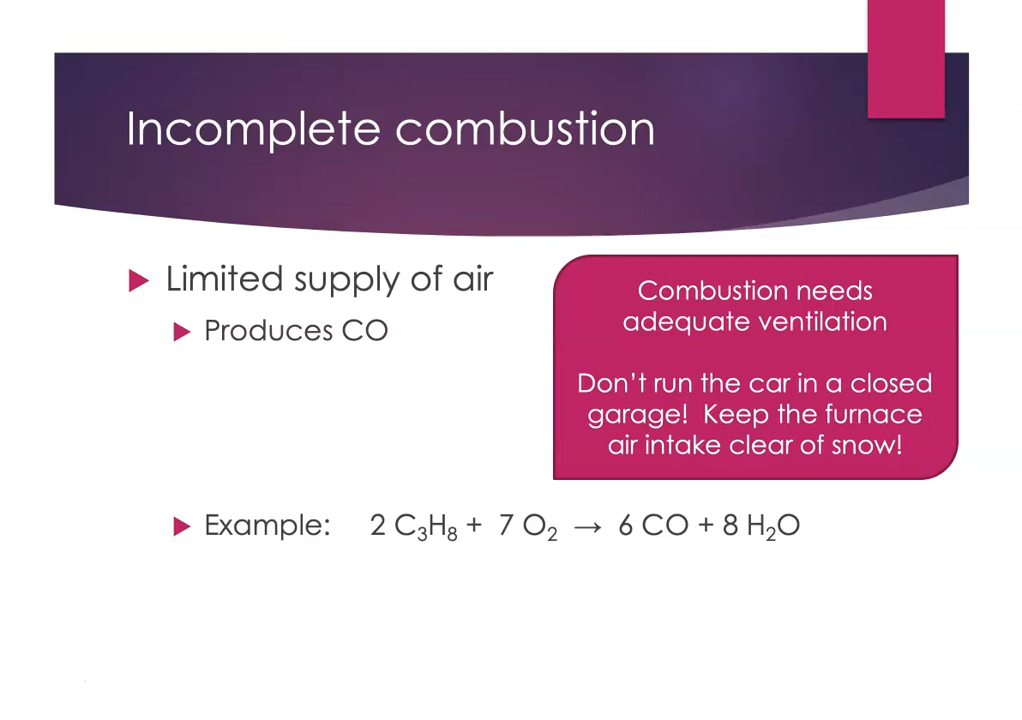 Incomplete combustion
Limited supply of air
Produces CO
Combustion needs
adequate ventilation
Don't run the car in a closed
garage!  Keep the furnace
air intake clear of snow!
Example: 2 C₃H₈ + 7 O₂ → 6 CO + 8 H₂O